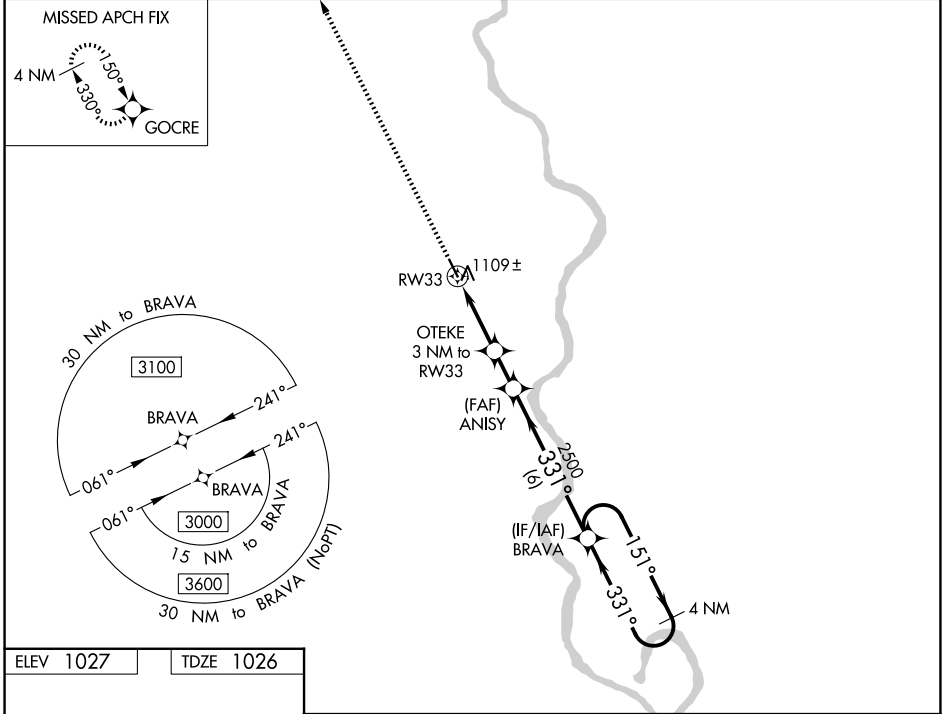 MISSED APCH FIX
4 NM
150°
330°
GOCRE
RW33
1109±
OTEKE
3 NM to
RW33
(FAF)
ANISY
2500
331°
(6)
(IF/IAF)
BRAVA
151°
331°
4 NM
30 NM to BRAVA
3100
BRAVA
241°
061°
241°
061°
BRAVA
3000
15 NM to BRAVA
3600
30 NM to BRAVA (NoPT)
ELEV 1027
TDZE 1026